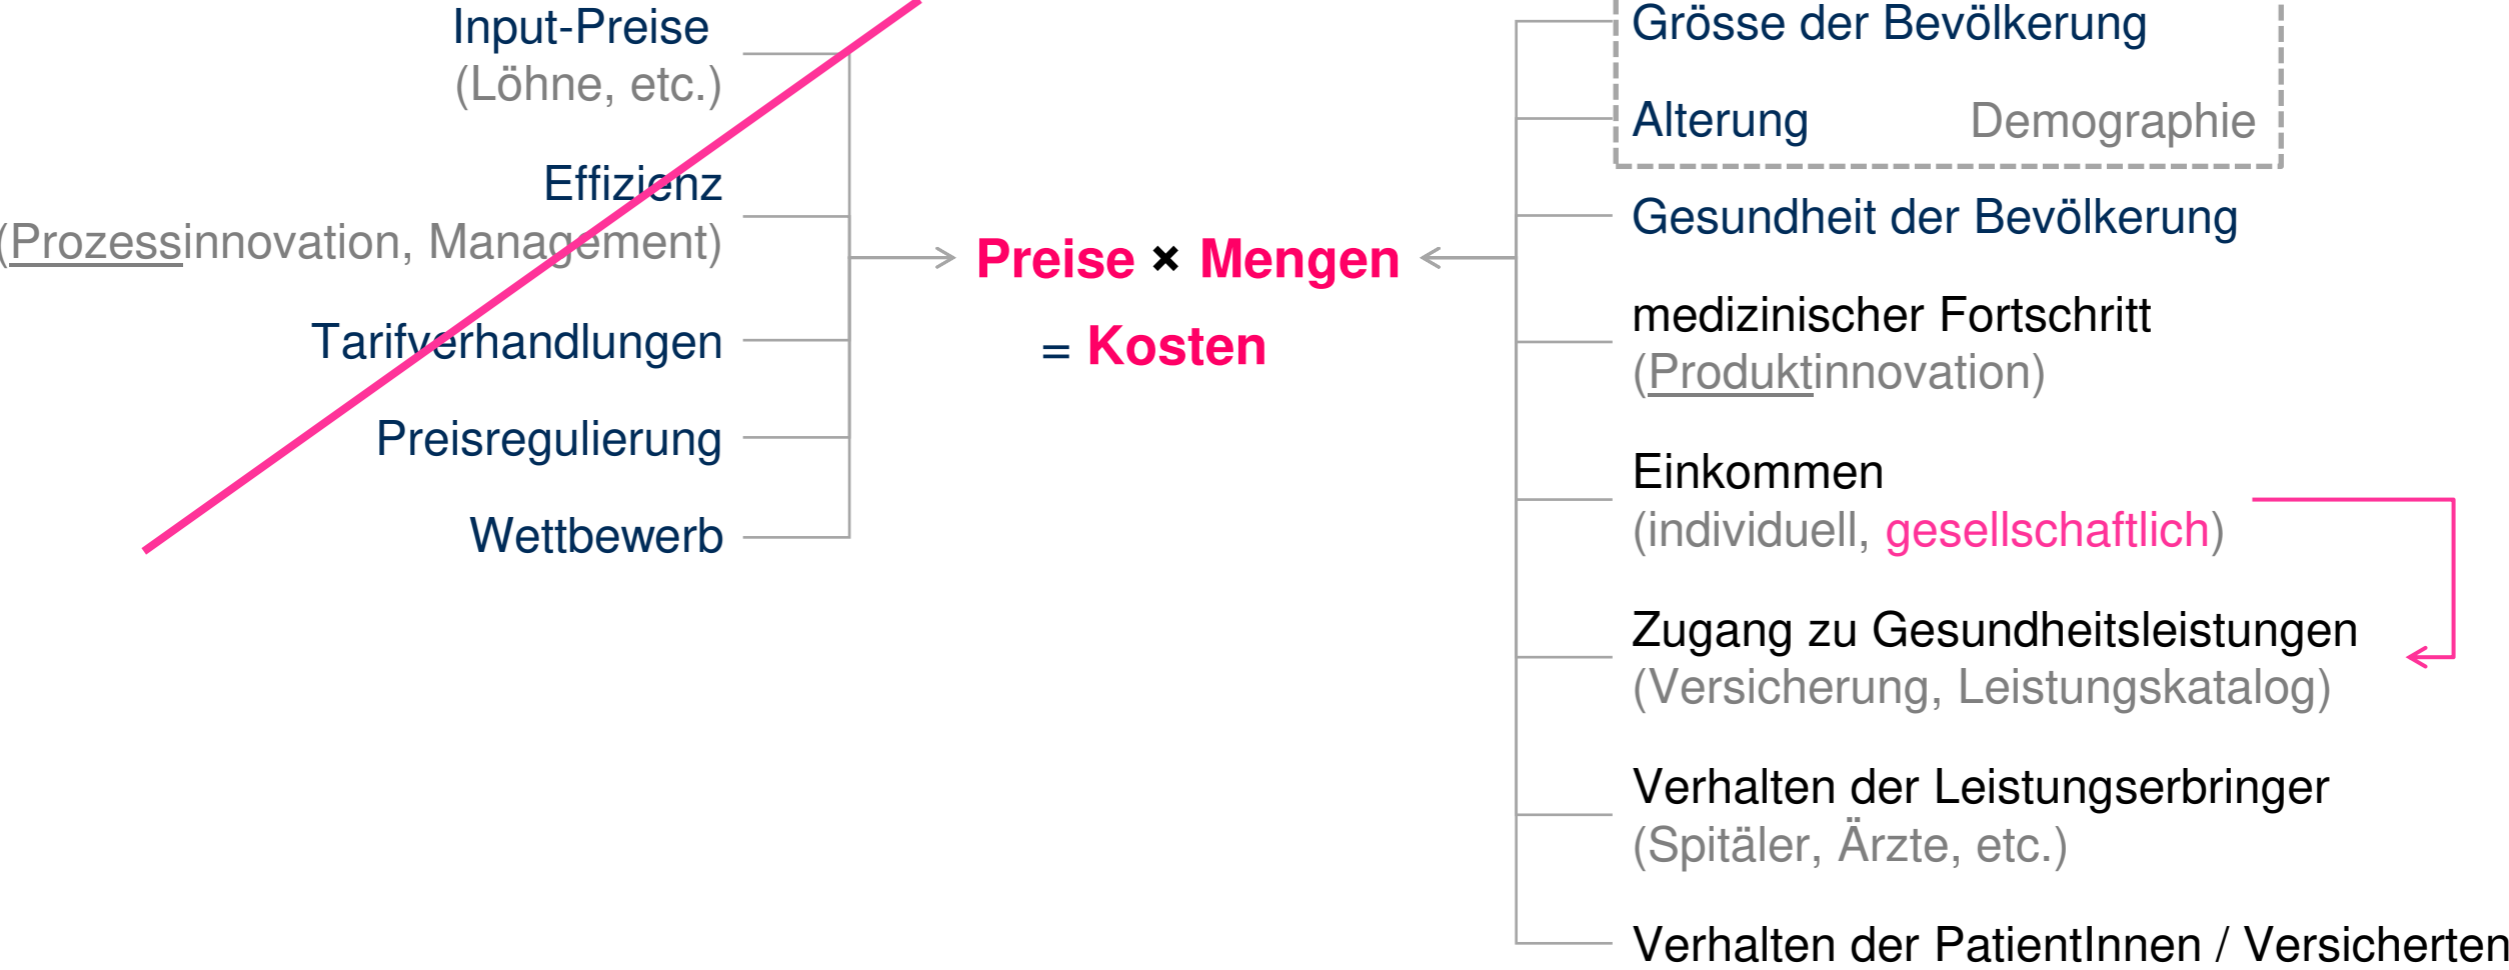 Input-Preise
(Löhne, etc.)
Effizienz
(Prozessinnovation, Management)
Tarifverhandlungen
Preisregulierung
Wettbewerb
Preise × Mengen
= Kosten
Grösse der Bevölkerung
Alterung
Demographie
Gesundheit der Bevölkerung
medizinischer Fortschritt
(Produktinnovation)
Einkommen
(individuell, gesellschaftlich)
Zugang zu Gesundheitsleistungen
(Versicherung, Leistungskatalog)
Verhalten der Leistungserbringer
(Spitäler, Ärzte, etc.)
Verhalten der PatientInnen / Versicherten